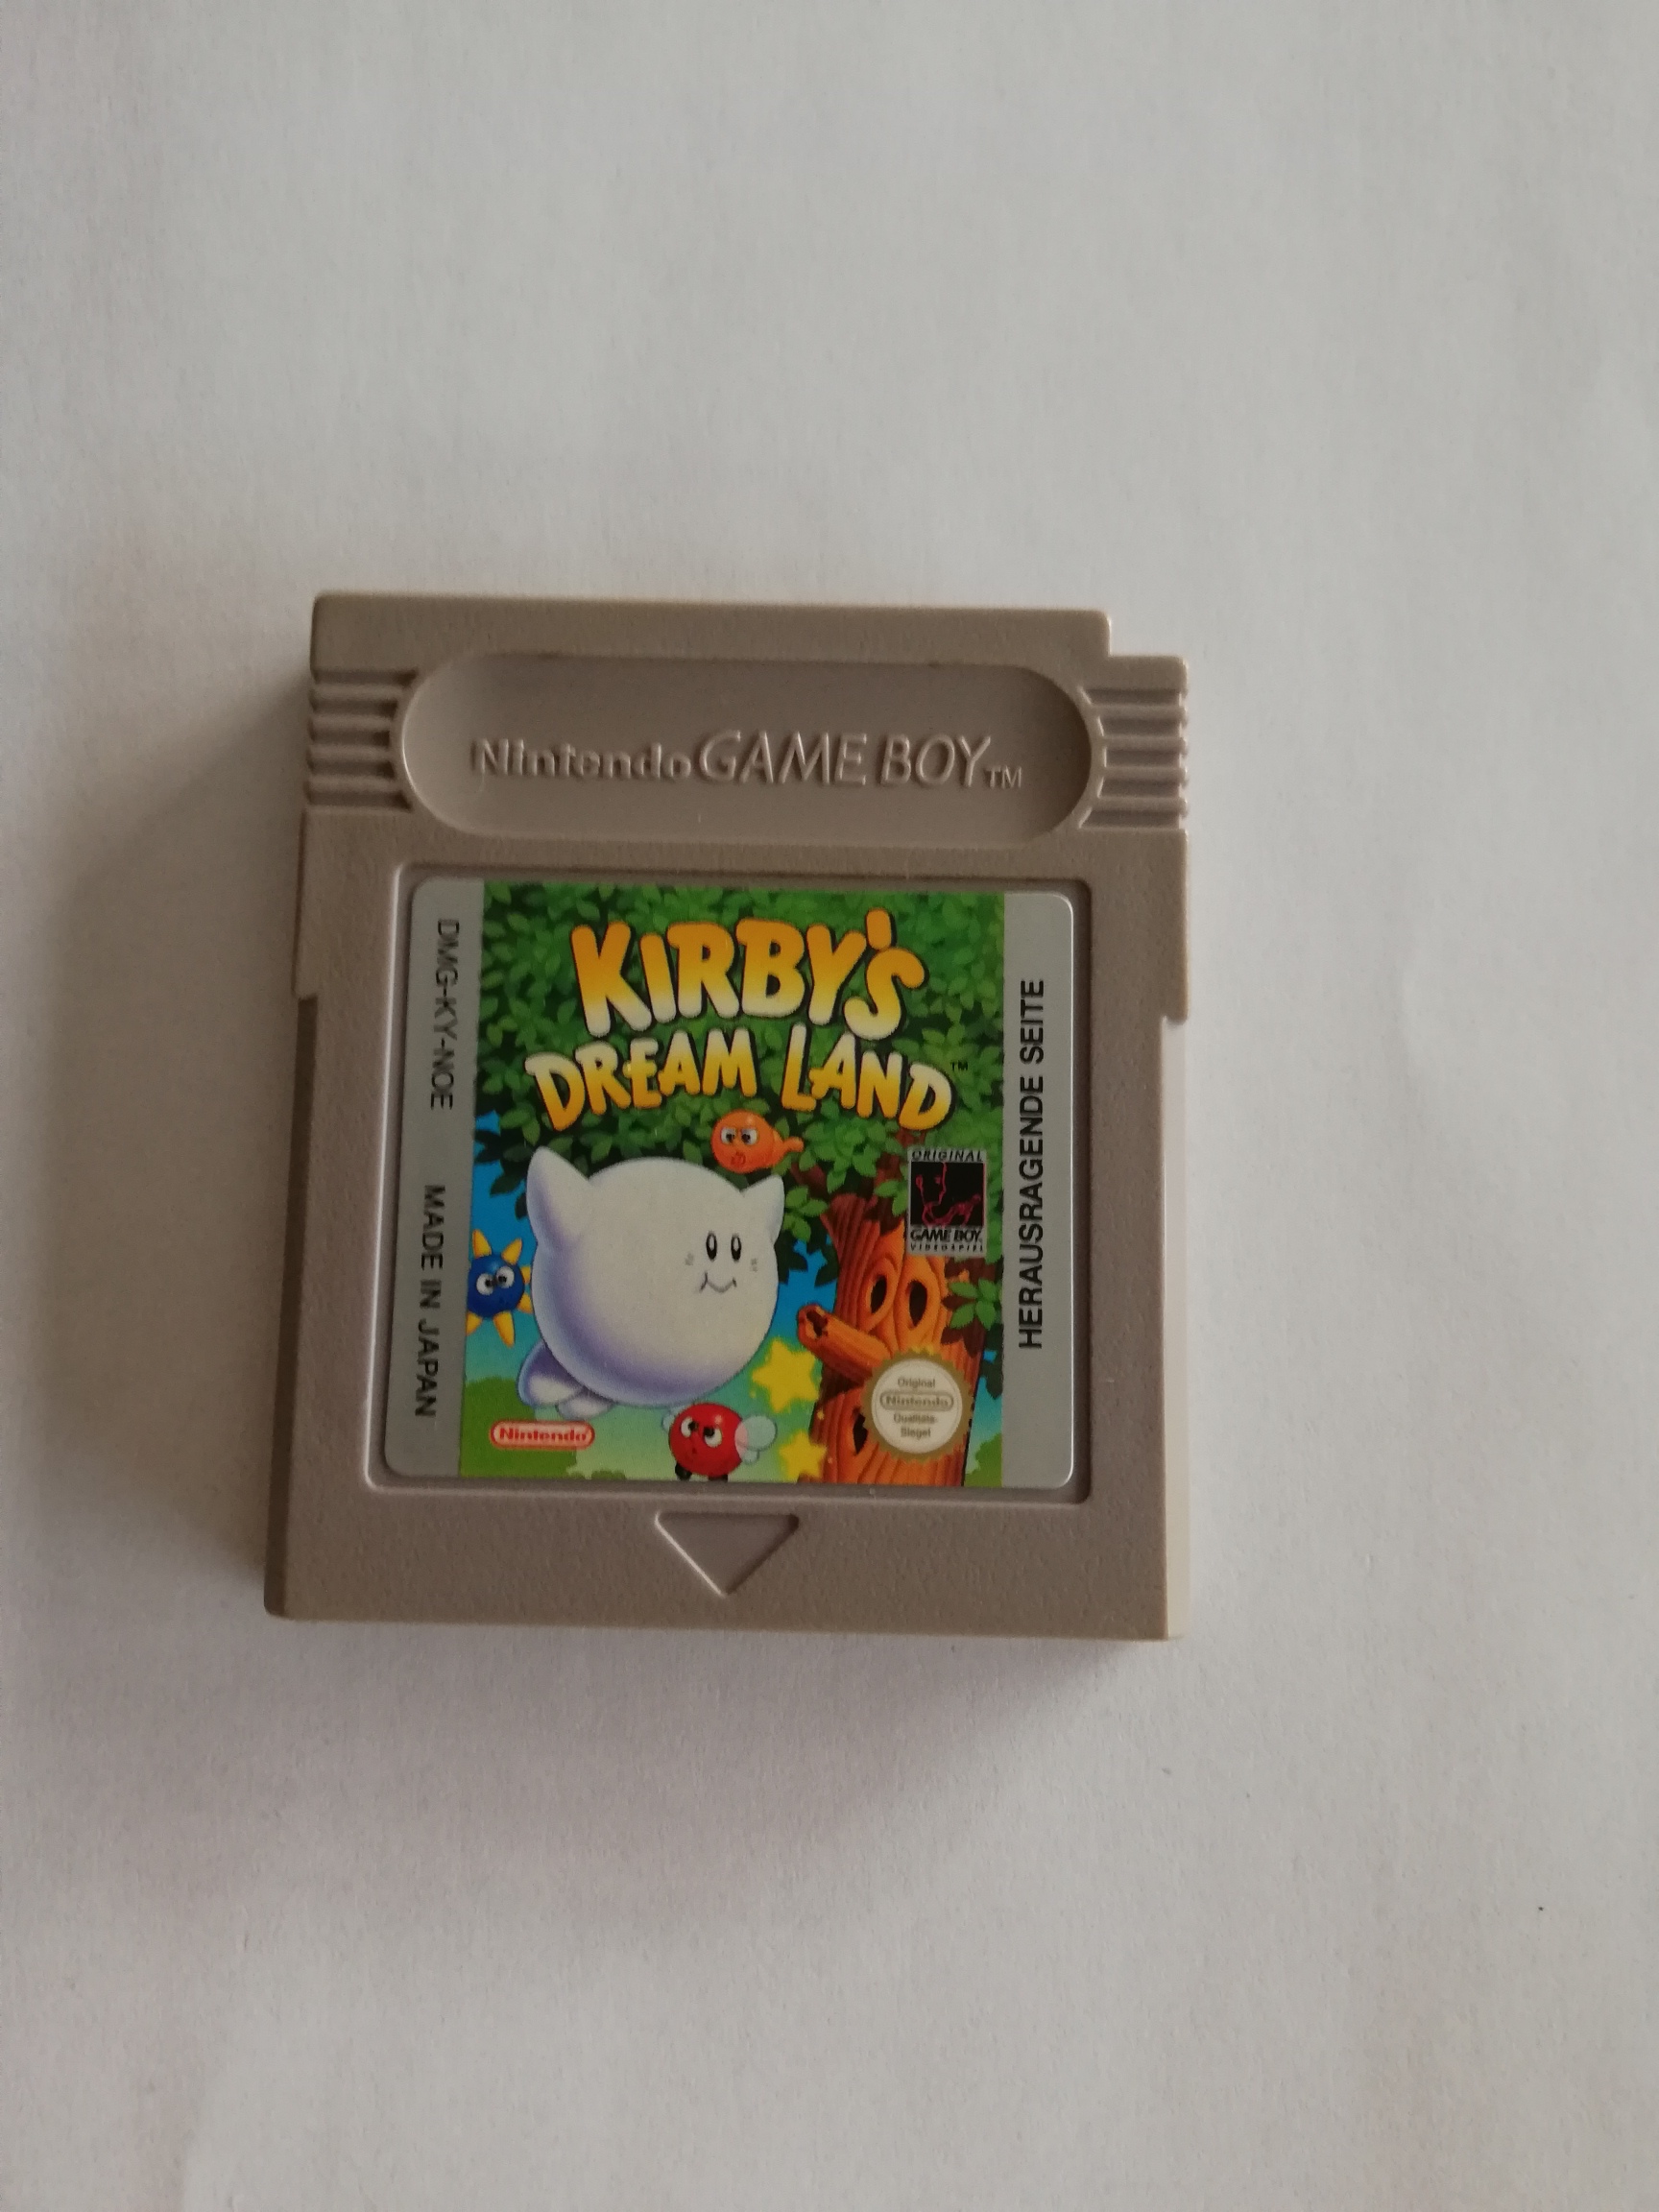 Nintendo GAME BOY TM
KIRBY'S
DREAM LAND TM
DMG-KY-NOE MADE IN JAPAN
HERAUSRAGENDE SEITE
ORIGINAL
GAME BOY
VIDEOSPIEL
Original
Nintendo
Qualitäts-
Siegel
Nintendo